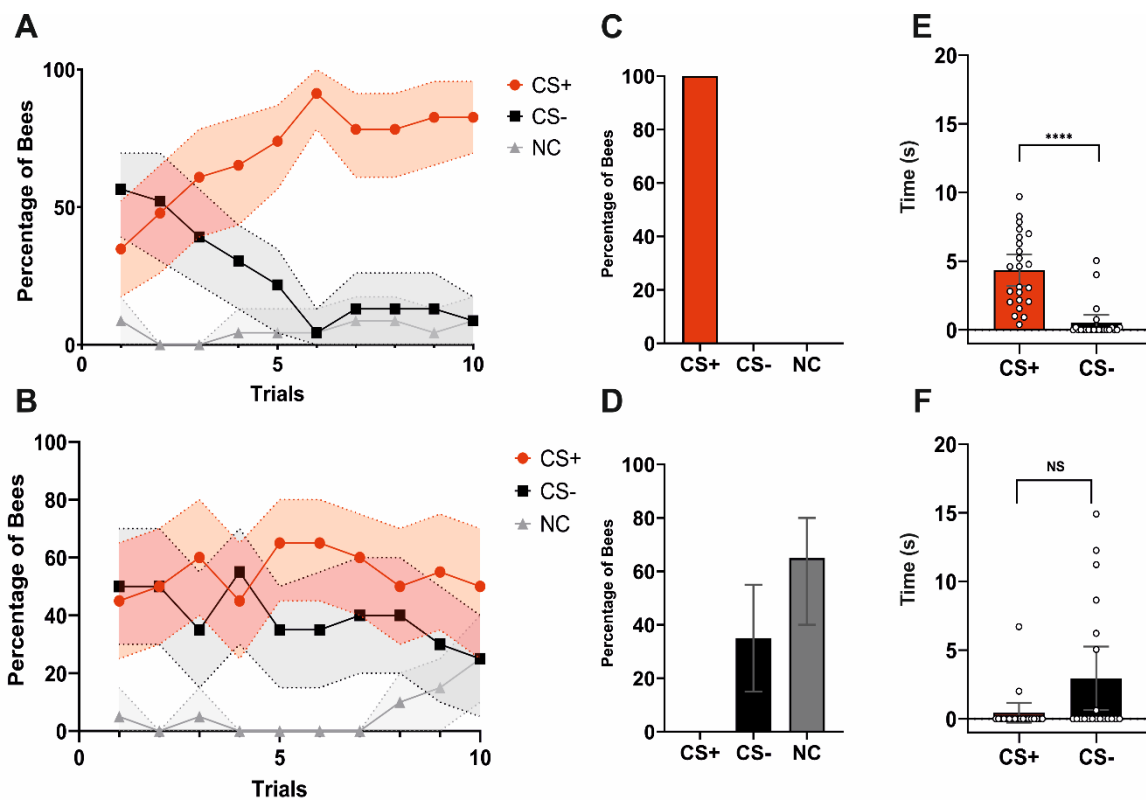 A
Percentage of Bees
100
50
0
0
5
10
Trials
CS+
CS-
NC
B
Percentage of Bees
100
80
60
40
20
0
0
5
10
Trials
CS+
CS-
NC
C
Percentage of Bees
100
80
60
40
20
0
CS+ CS- NC
D
Percentage of Bees
100
80
60
40
20
0
CS+ CS- NC
E
Time (s)
20
15
10
5
0
****
CS+ CS-
F
Time (s)
20
15
10
5
0
NS
CS+ CS-